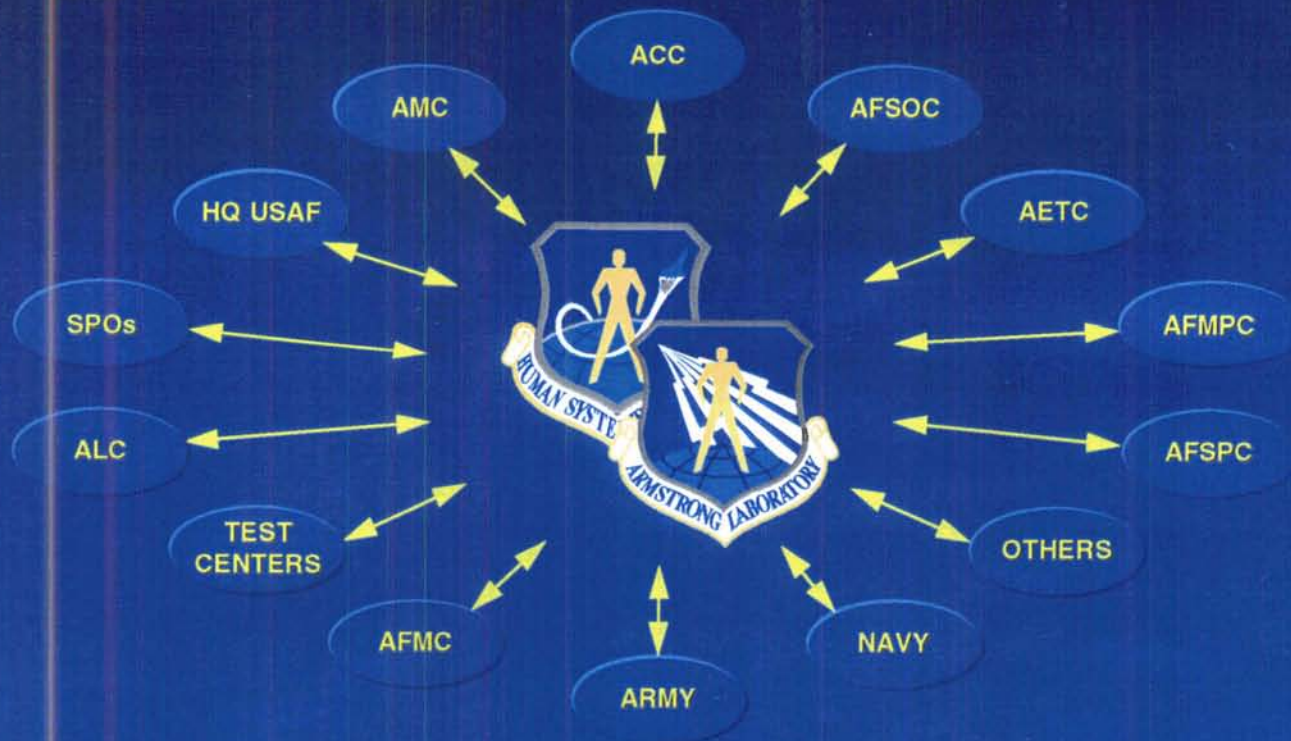 ACC
AMC
AFSOC
HQ USAF
AETC
SPOs
AFMPC
HUMAN SYSTE
ALC
AFSPC
ARMSTRONG LABORATORY
TEST
CENTERS
OTHERS
AFMC
NAVY
ARMY